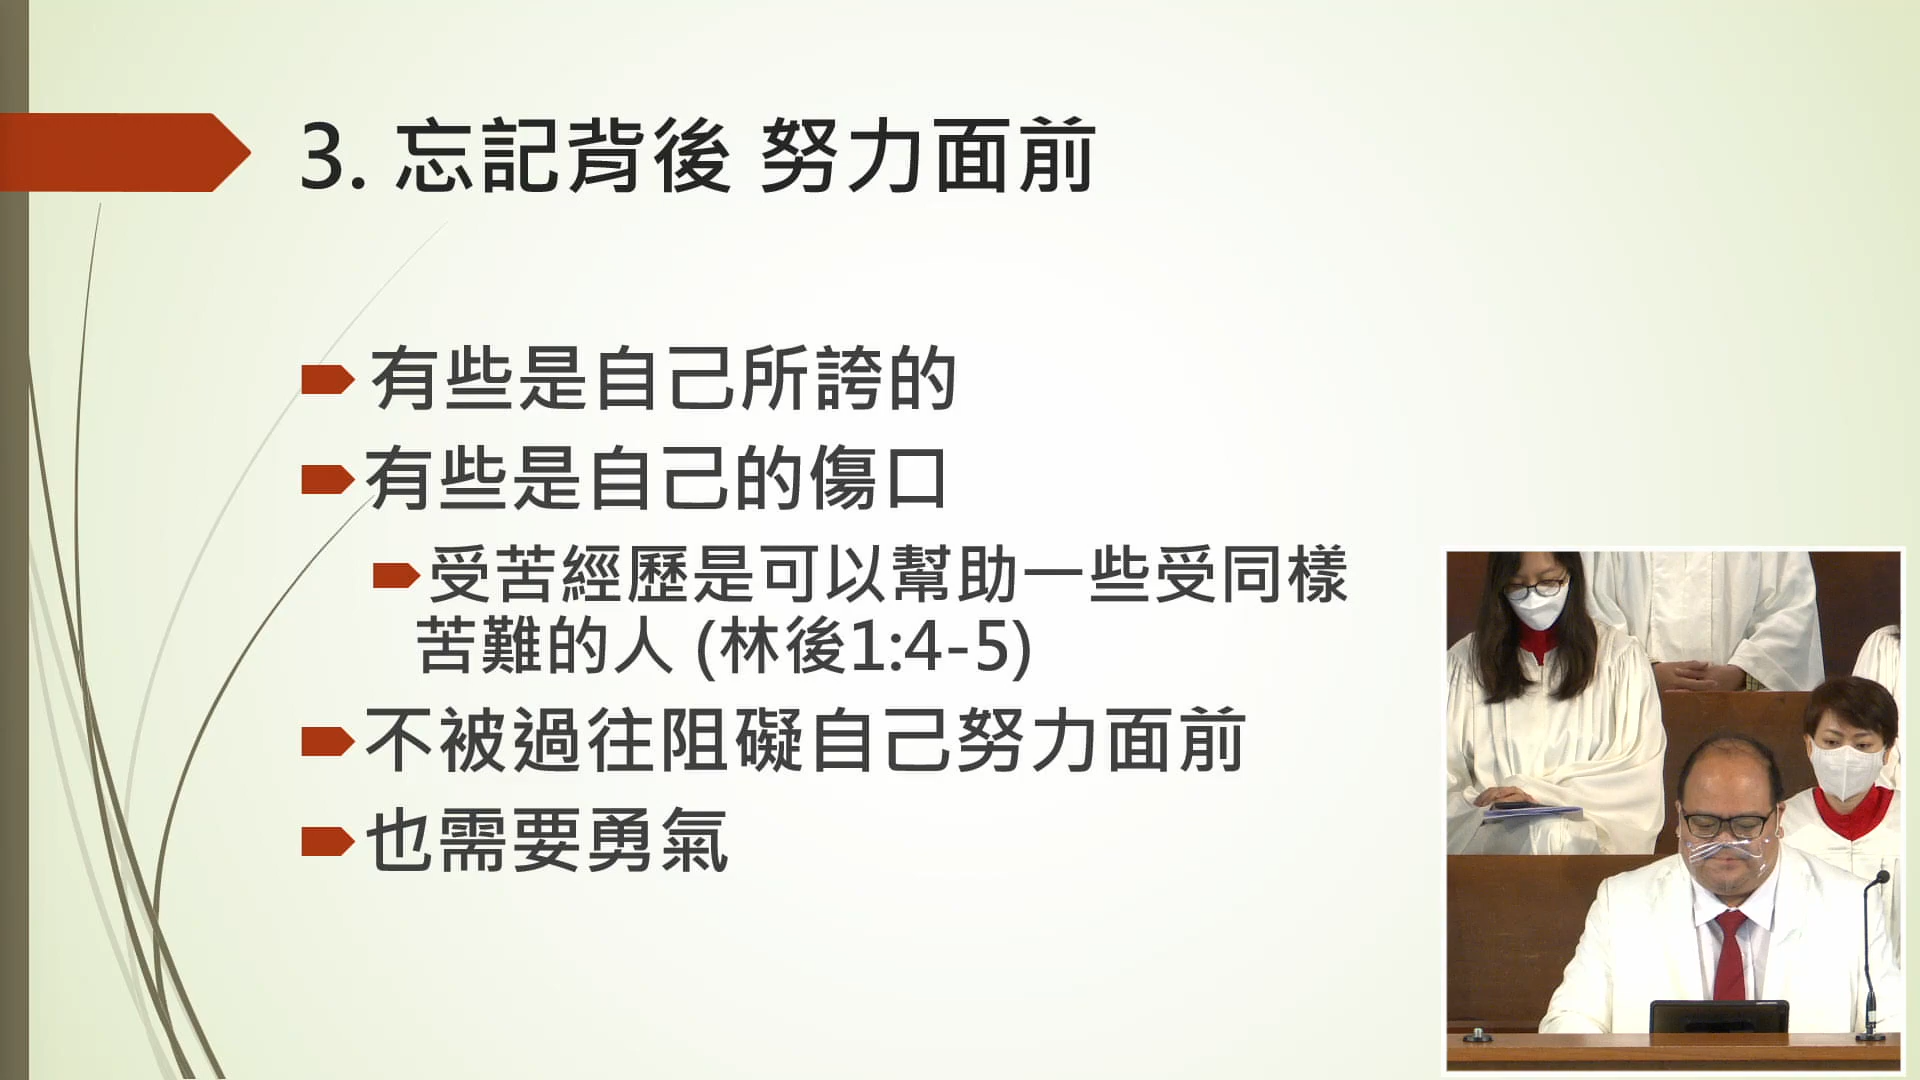 3. 忘記背後 努力面前
有些是自己所誇的
有些是自己的傷口
受苦經歷是可以幫助一些受同樣
苦難的人 (林後1:4-5)
不被過往阻礙自己努力面前
也需要勇氣